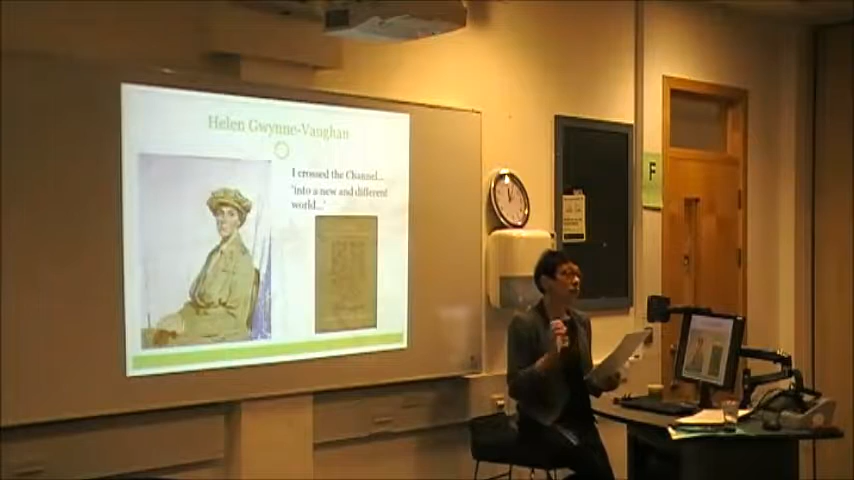 Helen Gwynne-Vaughan
I crossed the Channel...
'into a new and different
world...'
F